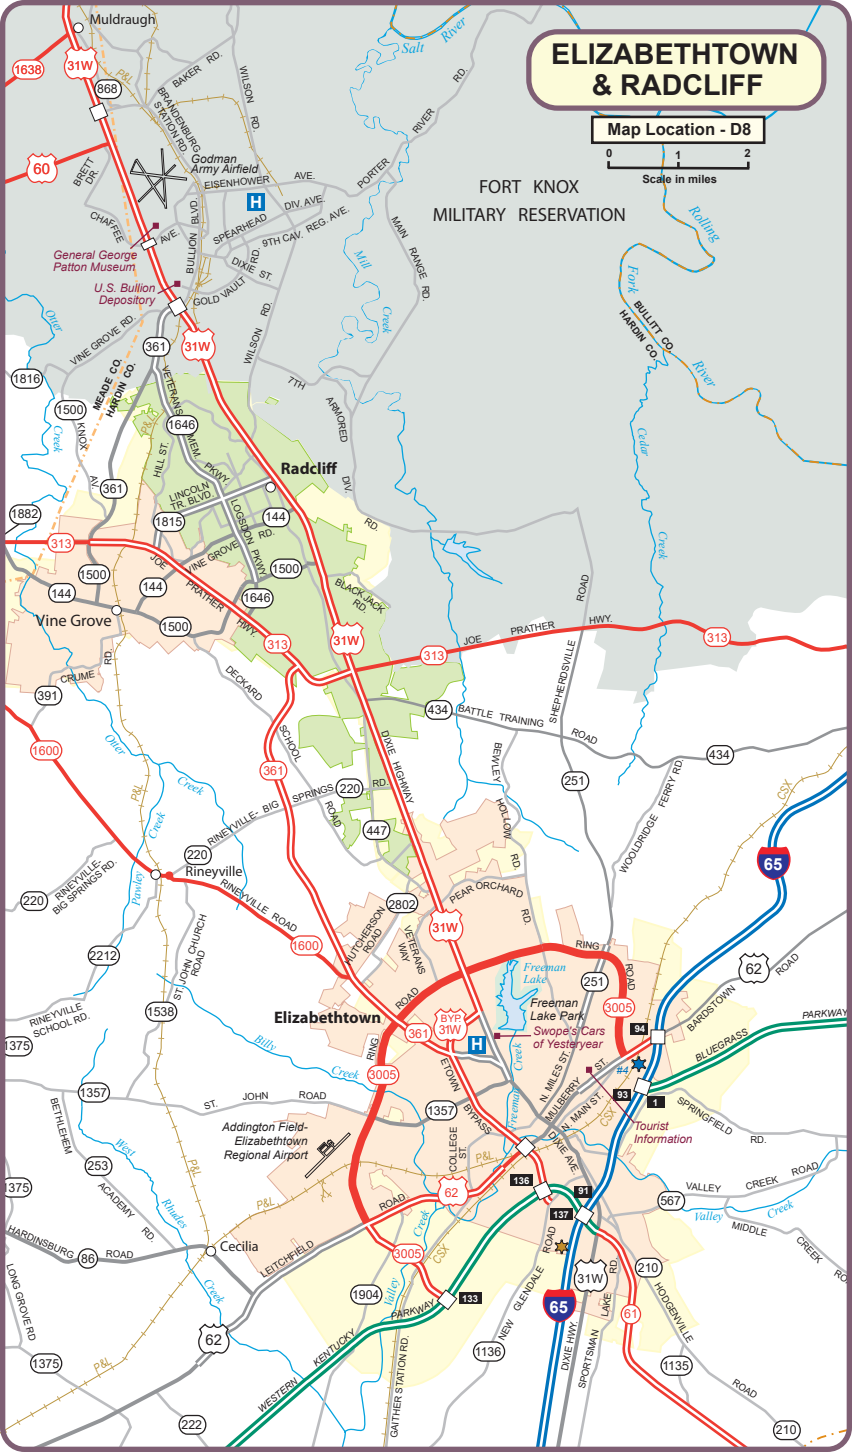 ELIZABETHTOWN
& RADCLIFF
Map Location - D8
0 1 2
Scale in miles
Muldraugh
Salt
River
31W
1638
P&L
868
BAKER RD.
WILSON
RD.
BRANDENBURG
STATION RD.
RIVER
RD.
PORTER
60
BRETT
DR.
Godman
Army Airfield
EISENHOWER
AVE.
H
FORT KNOX
MILITARY RESERVATION
DIV. AVE.
SPEARHEAD
9TH CAV. REG. AVE.
BULLION BLVD.
CHAFFEE
AVE.
MAIN
RANGE
RD.
Rolling
Fork
River
General George
Patton Museum
RD.
DIXIE ST.
U.S. Bullion
Depository
GOLD VAULT
Mill
Creek
BULLITT CO.
HARDIN CO.
Otter
Creek
VINE GROVE RD.
361
31W
WILSON
RD.
MEADE CO.
HARDIN CO.
1816
1500
KNOX
AV.
VETERANS
MEM.
PKWY.
1646
7TH
ARMORED
DIV.
RD.
P&L
HILL ST.
Cedar
Creek
Radcliff
361
LINCOLN
TR. BLVD.
1815
LOGSDON
PKWY.
144
1882
313
VINE GROVE
RD.
JOE
PRATHER
HWY.
1500
144
144
1500
1646
BLACKJACK
RD.
Vine Grove
1500
313
31W
313
JOE
PRATHER
HWY.
313
SHEPHERDSVILLE
ROAD
CRUME
RD.
391
DECKARD
SCHOOL
ROAD
434
BATTLE TRAINING
ROAD
434
1600
Otter
Creek
361
DIXIE
HIGHWAY
BEWLEY
HOLLOW
RD.
251
WOOLDRIDGE
FERRY RD.
CSX
P&L
RINEYVILLE-
BIG
SPRINGS
220
RD.
447
65
Creek
Pawley
220
Rineyville
RINEYVILLE-
BIG SPRINGS RD.
220
RINEYVILLE
ROAD
2802
PEAR ORCHARD
RD.
31W
HUTCHERSON
ROAD
VETERANS
WAY
1600
2212
ST. JOHN CHURCH
ROAD
RING
ROAD
251
Freeman
Lake
62
ROAD
BARDSTOWN
RINEYVILLE
SCHOOL RD.
1538
Elizabethtown
ROAD
RING
Freeman
Lake Park
3005
BYP.
31W
361
94
Swope's Cars
of Yesteryear
PARKWAY
BLUEGRASS
1375
Billy
Creek
3005
H
ETOWN
BYPASS
Freeman
Creek
N. MILES ST.
MULBERRY
ST.
N. MAIN ST.
#4
93
1
1357
ST.
JOHN
ROAD
1357
CSX
BETHLEHEM
ACADEMY
RD.
West
Rhudes
Creek
Addington Field-
Elizabethtown
Regional Airport
COLLEGE
ST.
DIXIE AVE.
Tourist
Information
SPRINGFIELD
RD.
253
P&L
P&L
P&L
136
91
VALLEY
CREEK
ROAD
1375
62
567
Valley
Creek
137
MIDDLE
CREEK
RO.
HARDINSBURG
86
ROAD
Cecilia
LEITCHFIELD
ROAD
Creek
CSX
3005
ROAD
31W
RD.
210
LONG GROVE RD
1904
Valley
PARKWAY
133
NEW
GLENDALE
65
LAKE
61
HODGENVILLE
62
1375
P&L
KENTUCKY
WESTERN
GAITHER STATION RD.
1136
DIXIE HWY.
SPORTSMAN
1135
ROAD
222
210